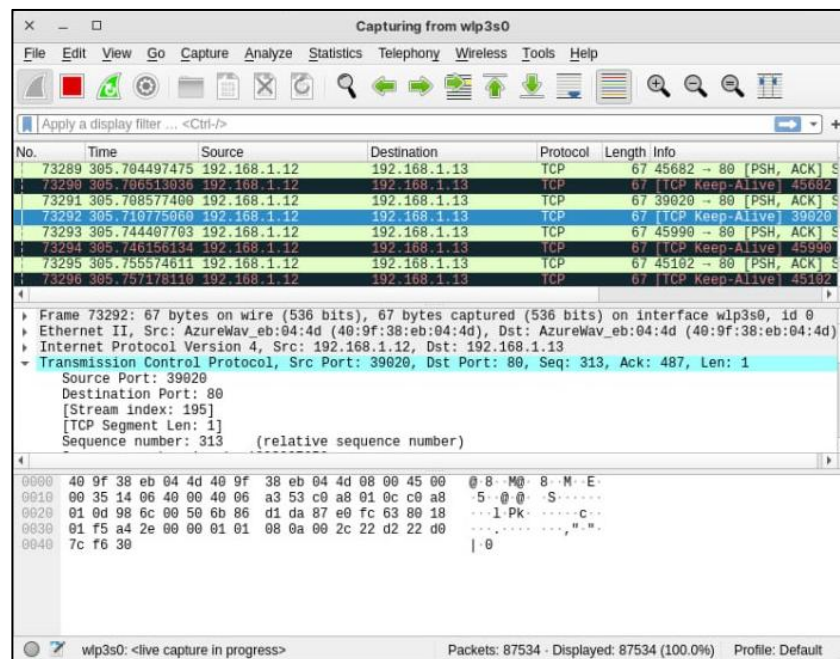 Capturing from wlp3s0
File Edit View Go Capture Analyze Statistics Telephony Wireless Tools Help
Apply a display filter … <Ctrl-/>
No. Time Source Destination Protocol Length Info
73289 305.704497475 192.168.1.12 192.168.1.13 TCP 67 45682 → 80 [PSH, ACK] S
73290 305.706513036 192.168.1.12 192.168.1.13 TCP 67 [TCP Keep-Alive] 45682
73291 305.708577400 192.168.1.12 192.168.1.13 TCP 67 39020 → 80 [PSH, ACK] S
73292 305.710775060 192.168.1.12 192.168.1.13 TCP 67 [TCP Keep-Alive] 39020
73293 305.744407703 192.168.1.12 192.168.1.13 TCP 67 45990 → 80 [PSH, ACK] S
73294 305.746156134 192.168.1.12 192.168.1.13 TCP 67 [TCP Keep-Alive] 45990
73295 305.755574611 192.168.1.12 192.168.1.13 TCP 67 45102 → 80 [PSH, ACK] S
73296 305.757178110 192.168.1.12 192.168.1.13 TCP 67 [TCP Keep-Alive] 45102
Frame 73292: 67 bytes on wire (536 bits), 67 bytes captured (536 bits) on interface wlp3s0, id 0
Ethernet II, Src: AzureWav_eb:04:4d (40:9f:38:eb:04:4d), Dst: AzureWav_eb:04:4d (40:9f:38:eb:04:4d)
Internet Protocol Version 4, Src: 192.168.1.12, Dst: 192.168.1.13
Transmission Control Protocol, Src Port: 39020, Dst Port: 80, Seq: 313, Ack: 487, Len: 1
Source Port: 39020
Destination Port: 80
[Stream index: 195]
[TCP Segment Len: 1]
Sequence number: 313 (relative sequence number)
0000 40 9f 38 eb 04 4d 40 9f 38 eb 04 4d 08 00 45 00 @·8··M@· 8··M··E·
0010 00 35 14 06 40 00 40 06 a3 53 c0 a8 01 0c c0 a8 ·5··@·@· ·S······
0020 01 0d 98 6c 00 50 6b 86 d1 da 87 e0 fc 63 80 18 ···l·Pk· ·····c··
0030 01 f5 a4 2e 00 00 01 01 08 0a 00 2c 22 d2 22 d0 ···.···· ···,"·"·
0040 7c f6 30 |·0
wlp3s0: <live capture in progress> Packets: 87534 · Displayed: 87534 (100.0%) Profile: Default